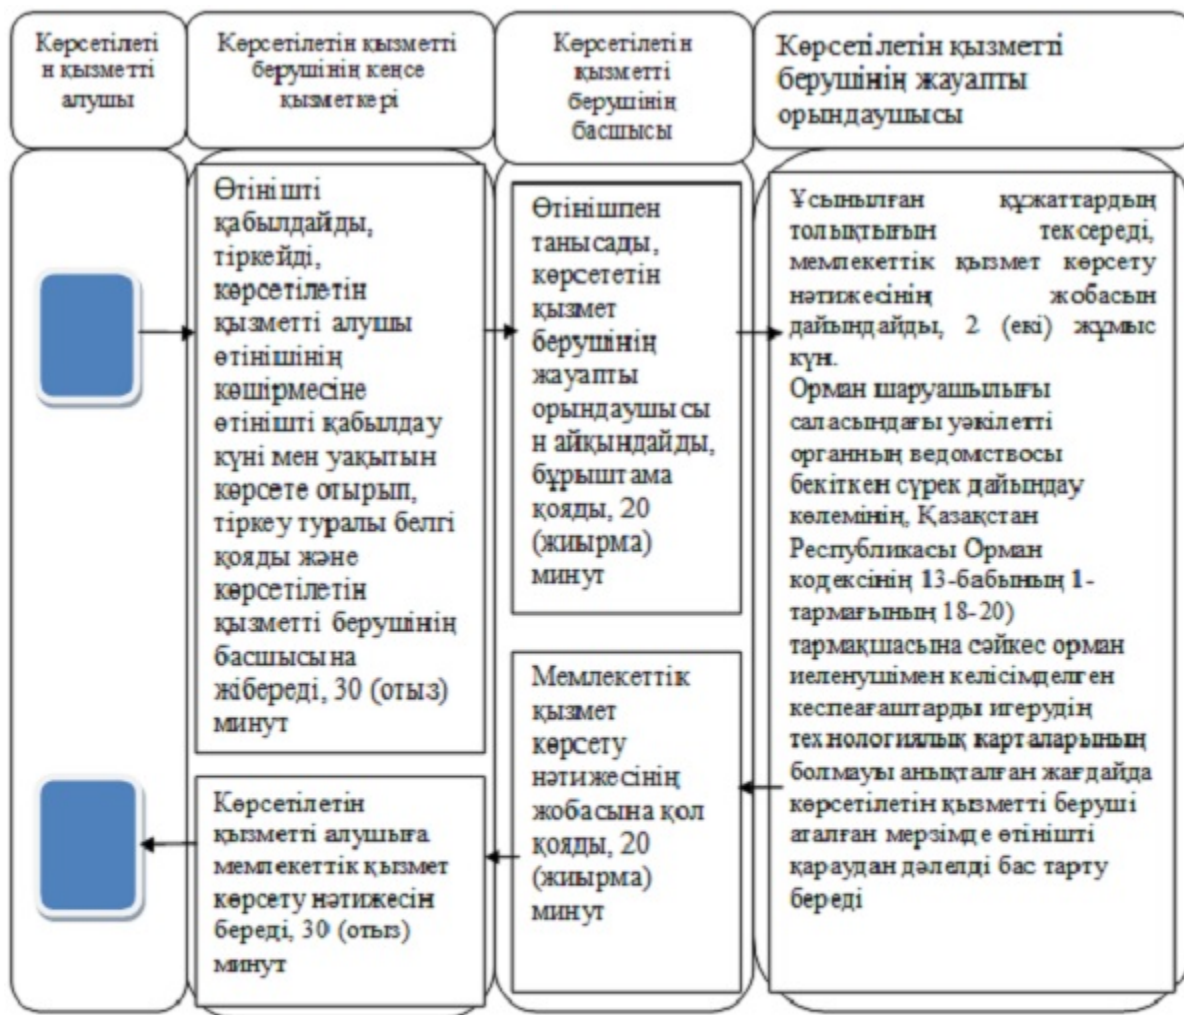 Көрсетілеті
н қызметті
алушы
Көрсетілетін қызметті
берушінің кеңсе
қызметкері
Көрсетілетін
қызметті
берушінің
басшысы
Көрсетілетін қызметті
берушінің жауапты
орындаушысы
Өтінішті
қабылдайды,
тіркейді,
көрсетілетін
қызметті алушы
өтінішінің
көшірмесіне
өтінішті қабылдау
күні мен уақытын
көрсете отырып,
тіркеу туралы белгі
қояды және
көрсетілетін
қызметті берушінің
басшысына
жібереді, 30 (отыз)
минут
Өтінішпен
танысады,
көрсететін
қызмет
берушінің
жауапты
орындаушысы
н айқындайды,
бұрыштама
қояды, 20
(жиырма)
минут
Ұсынылған құжаттардың
толықтығын тексереді,
мемлекеттік қызмет көрсету
нәтижесінің жобасын
дайындайды, 2 (екі) жұмыс
күн.
Орман шаруашылығы
саласындағы уәкілетті
органның ведомствосы
бекіткен сүрек дайындау
көлемінің, Қазақстан
Республикасы Орман
кодексінің 13-бабының 1-
тармағының 18-20)
тармақшасына сәйкес орман
иеленушімен келісімделген
кеспеағаштарды игерудің
технологиялық карталарының
болмауы анықталған жағдайда
көрсетілетін қызметті беруші
аталған мерзімде өтінішті
қараудан дәлелді бас тарту
береді
Мемлекеттік
қызмет
көрсету
нәтижесінің
жобасына қол
қояды, 20
(жиырма)
минут
Көрсетілетін
қызметті алушыға
мемлекеттік қызмет
көрсету нәтижесін
береді, 30 (отыз)
минут